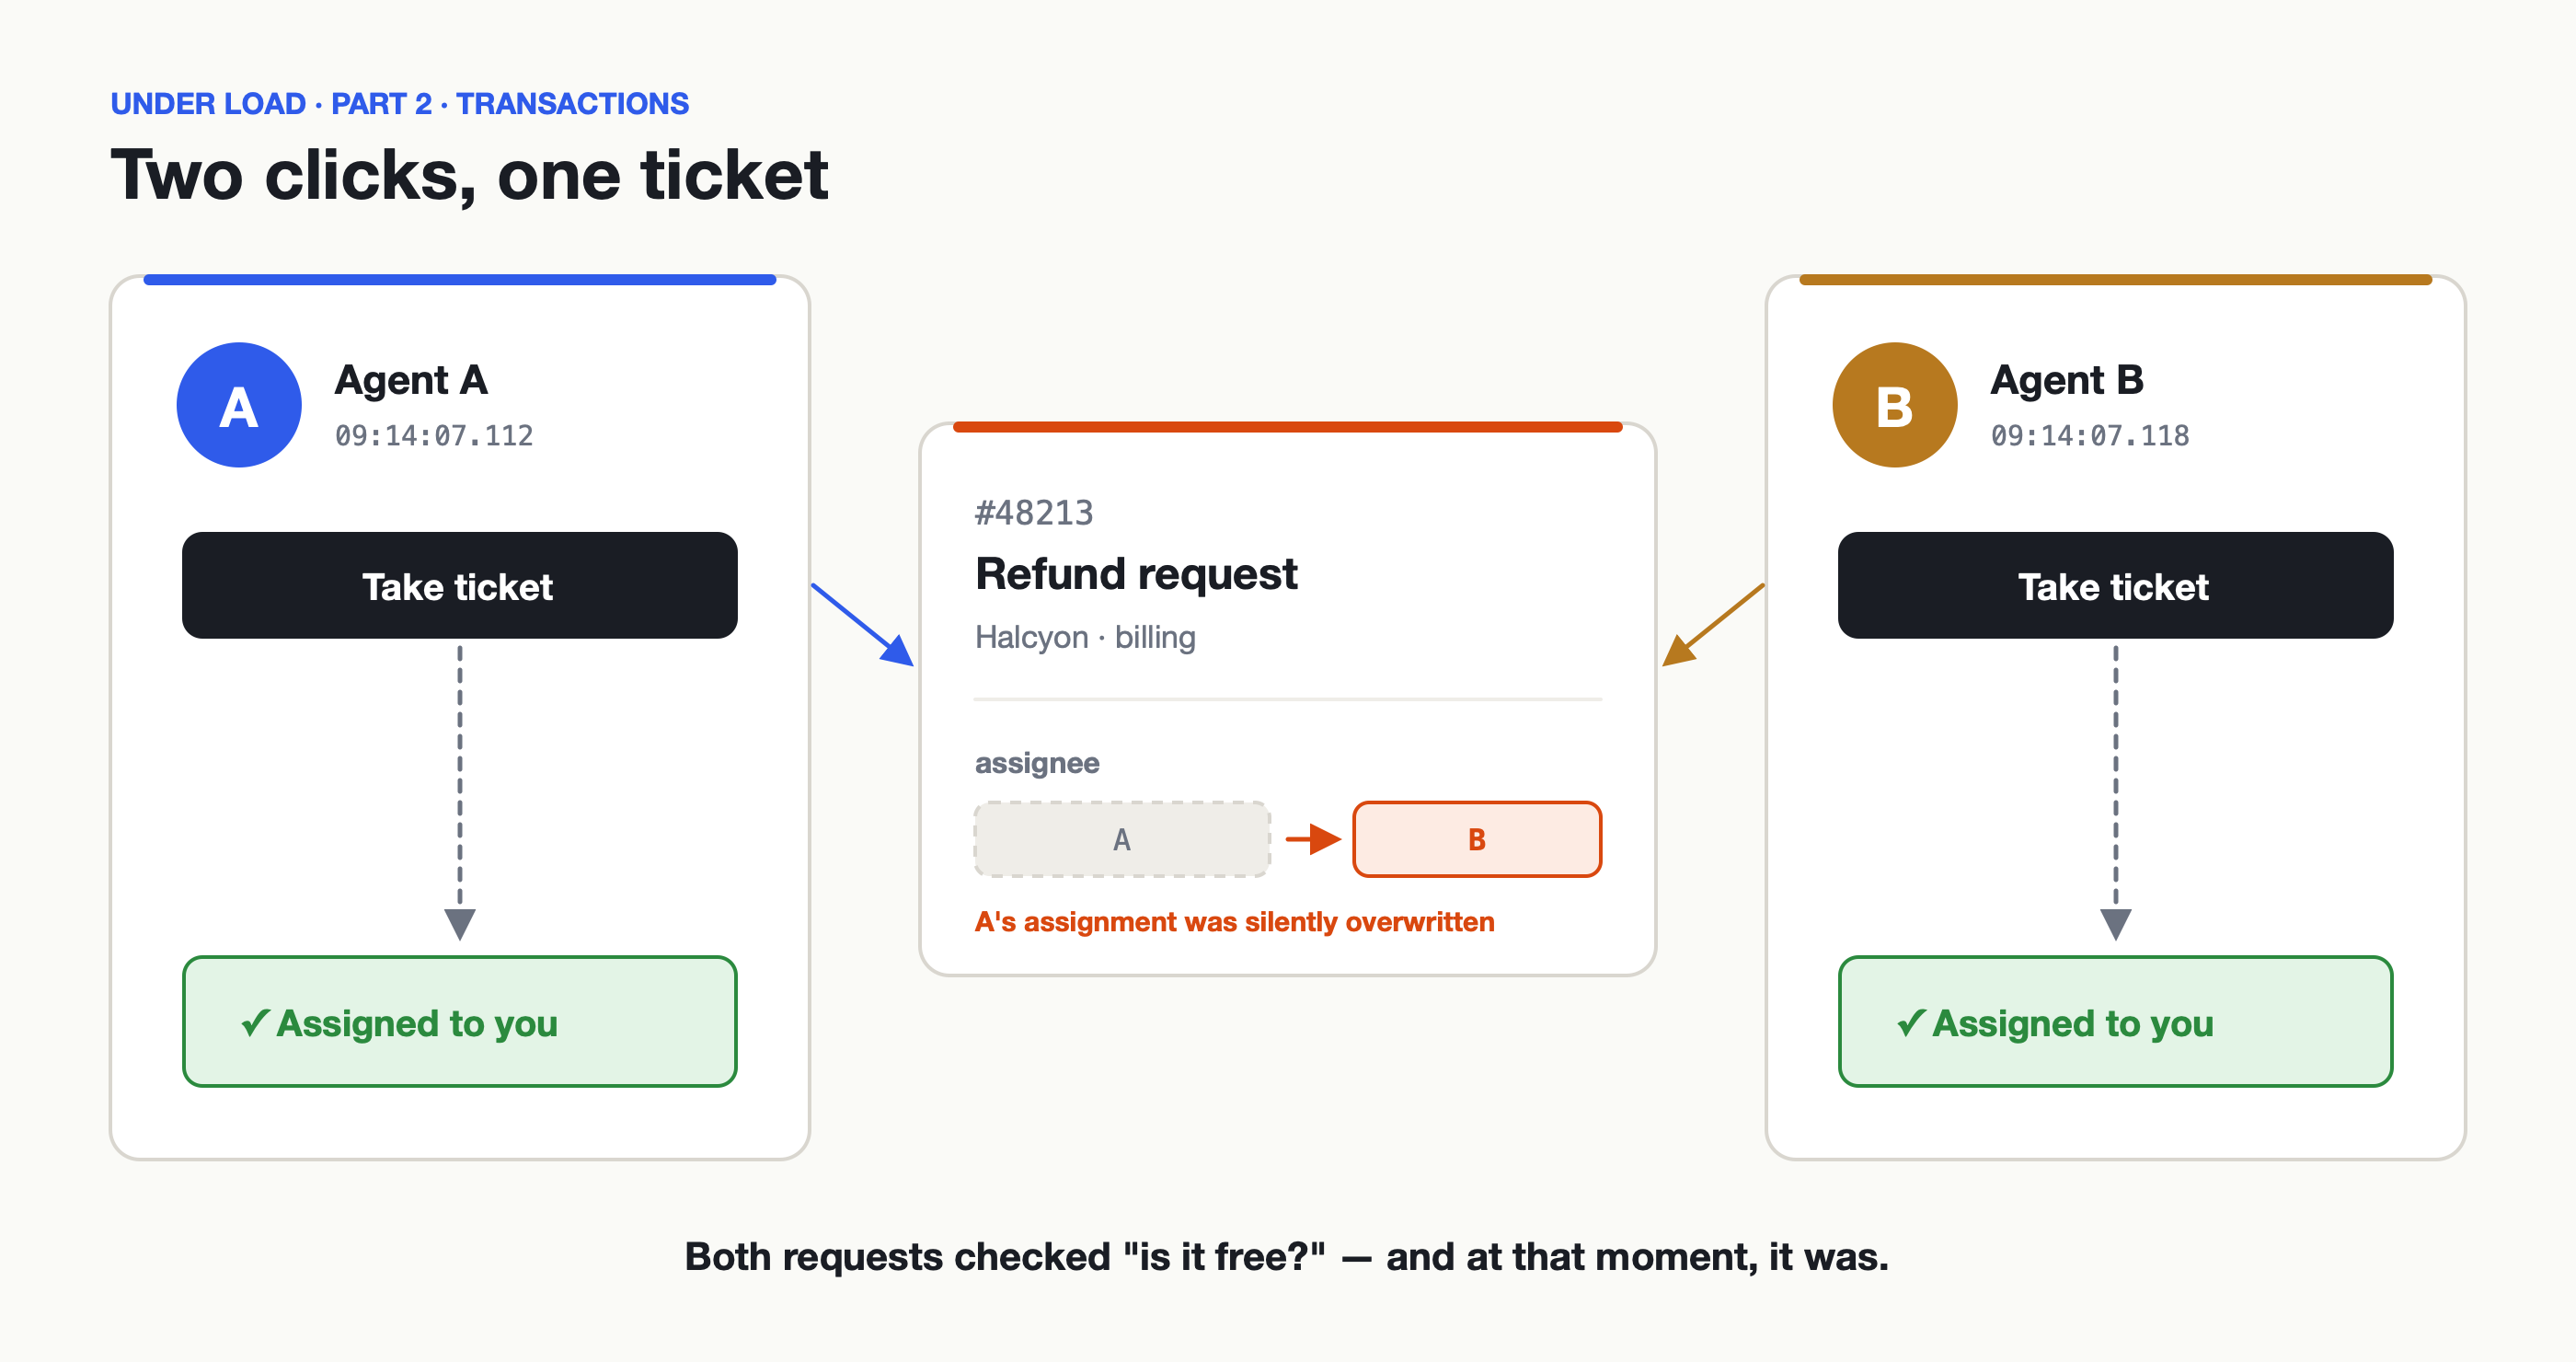 UNDER LOAD · PART 2 · TRANSACTIONS
Two clicks, one ticket
A
Agent A
09:14:07.112
Take ticket
✓ Assigned to you
#48213
Refund request
Halcyon · billing
assignee
A
B
A's assignment was silently overwritten
B
Agent B
09:14:07.118
Take ticket
✓ Assigned to you
Both requests checked "is it free?" — and at that moment, it was.